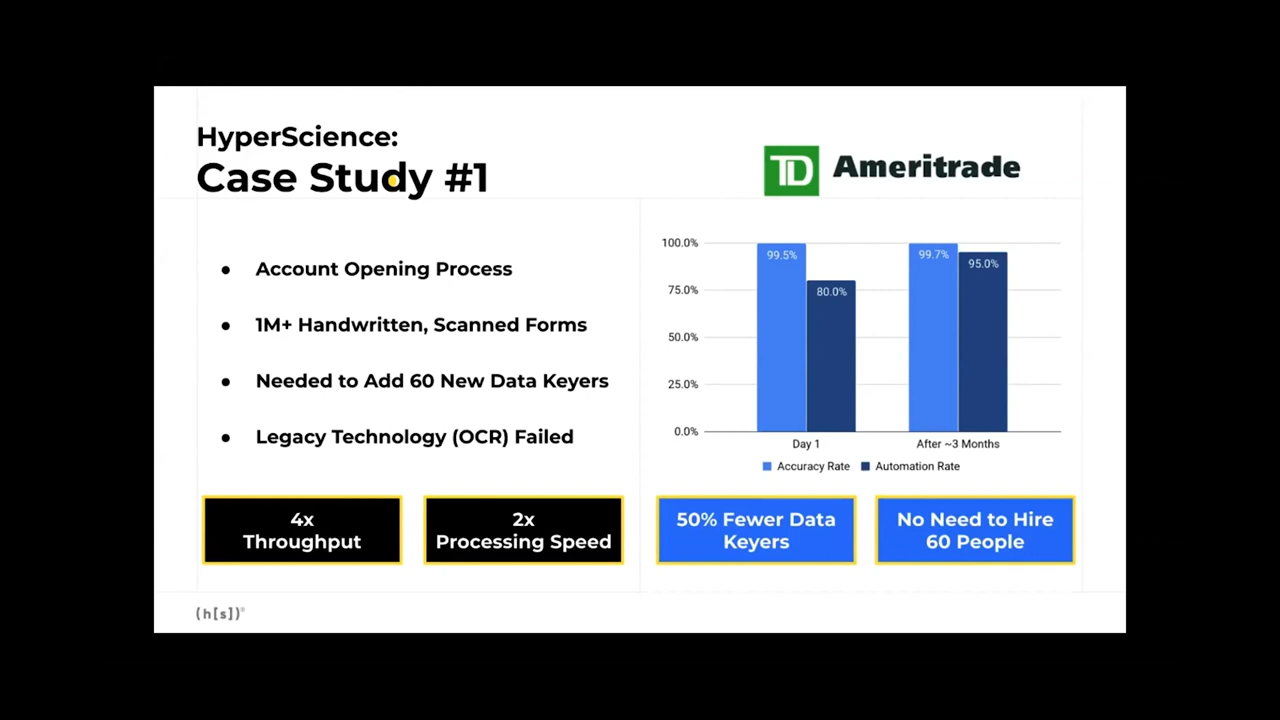 HyperScience:
Case Study #1
TD Ameritrade
● Account Opening Process
● 1M+ Handwritten, Scanned Forms
● Needed to Add 60 New Data Keyers
● Legacy Technology (OCR) Failed
100.0%
75.0%
50.0%
25.0%
0.0%
99.5%
80.0%
99.7%
95.0%
Day 1
After ~3 Months
Accuracy Rate
Automation Rate
4x
Throughput
2x
Processing Speed
50% Fewer Data
Keyers
No Need to Hire
60 People
(h[s])®